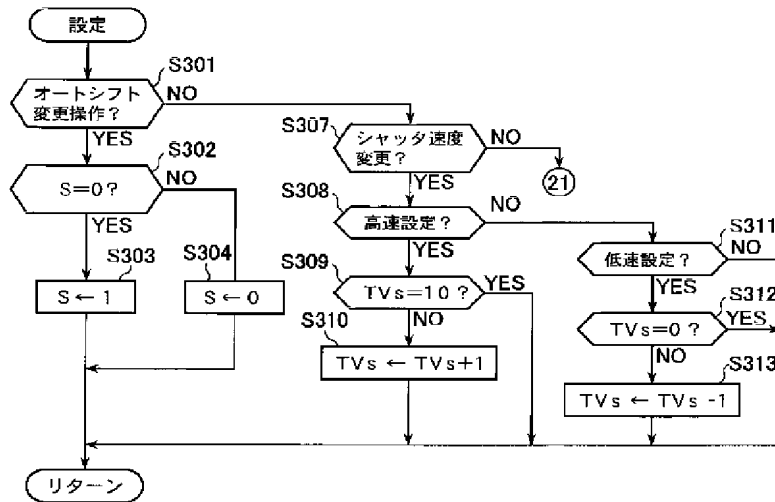 設定
S301
オートシフト
変更操作?
NO
YES
S302
S=0?
NO
YES
S303
S ← 1
S304
S ← 0
S307
シャッタ速度
変更?
NO
21
YES
S308
高速設定?
NO
YES
S309
TVs=10?
YES
NO
S310
TVs ← TVs+1
S311
低速設定?
NO
YES
S312
TVs=0?
YES
NO
S313
TVs ← TVs-1
リターン